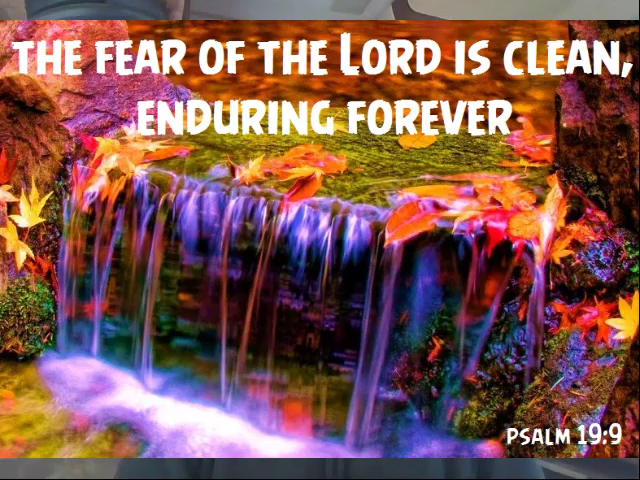 THE FEAR OF THE LORD IS CLEAN,
ENDURING FOREVER
PSALM 19:9